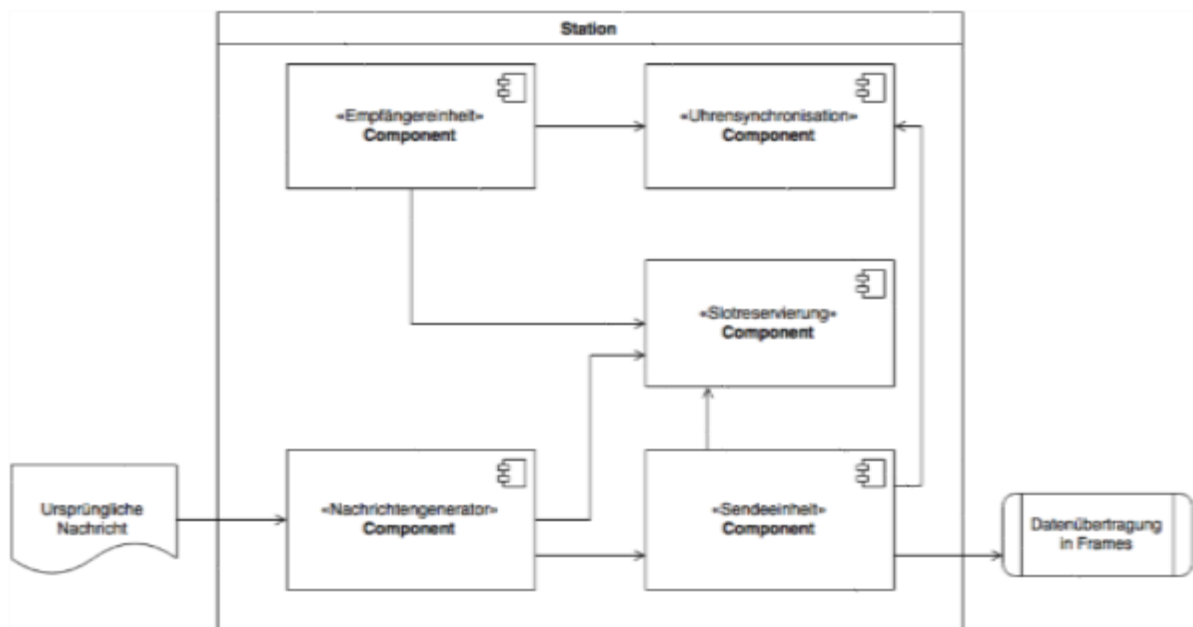 Station
«Empfängereinheit»
Component
«Uhrensynchronisation»
Component
«Slotreservierung»
Component
Ursprüngliche
Nachricht
«Nachrichtengenerator»
Component
«Sendeeinheit»
Component
Datenübertragung
in Frames